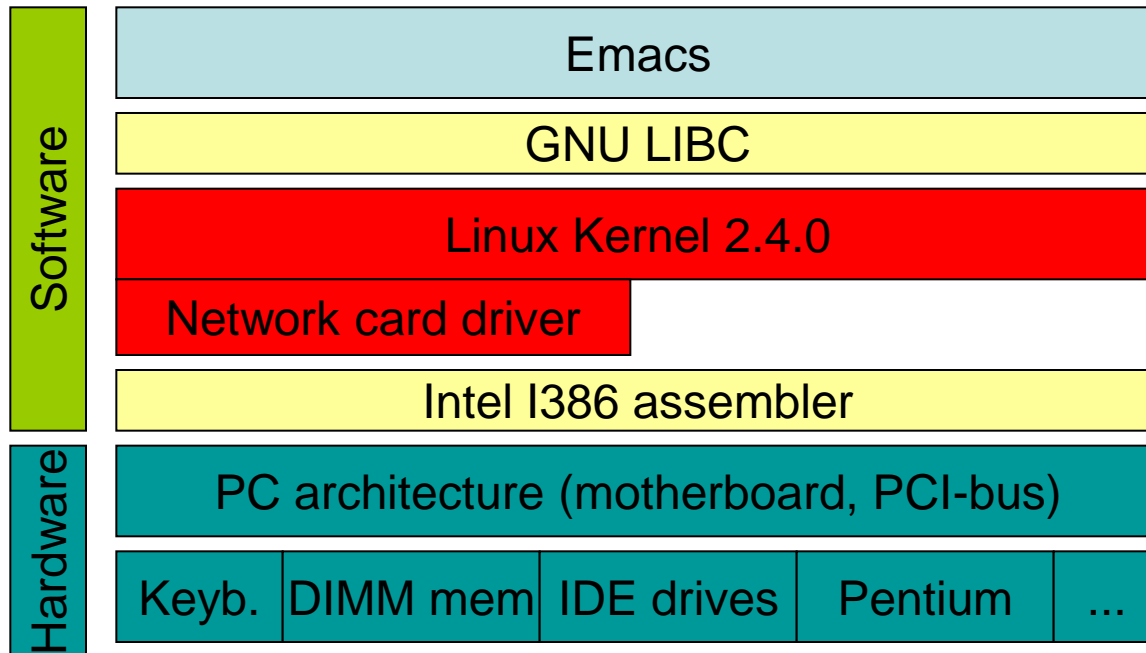 Software
Emacs
GNU LIBC
Linux Kernel 2.4.0
Network card driver
Intel I386 assembler
Hardware
PC architecture (motherboard, PCI-bus)
Keyb. DIMM mem IDE drives Pentium ...